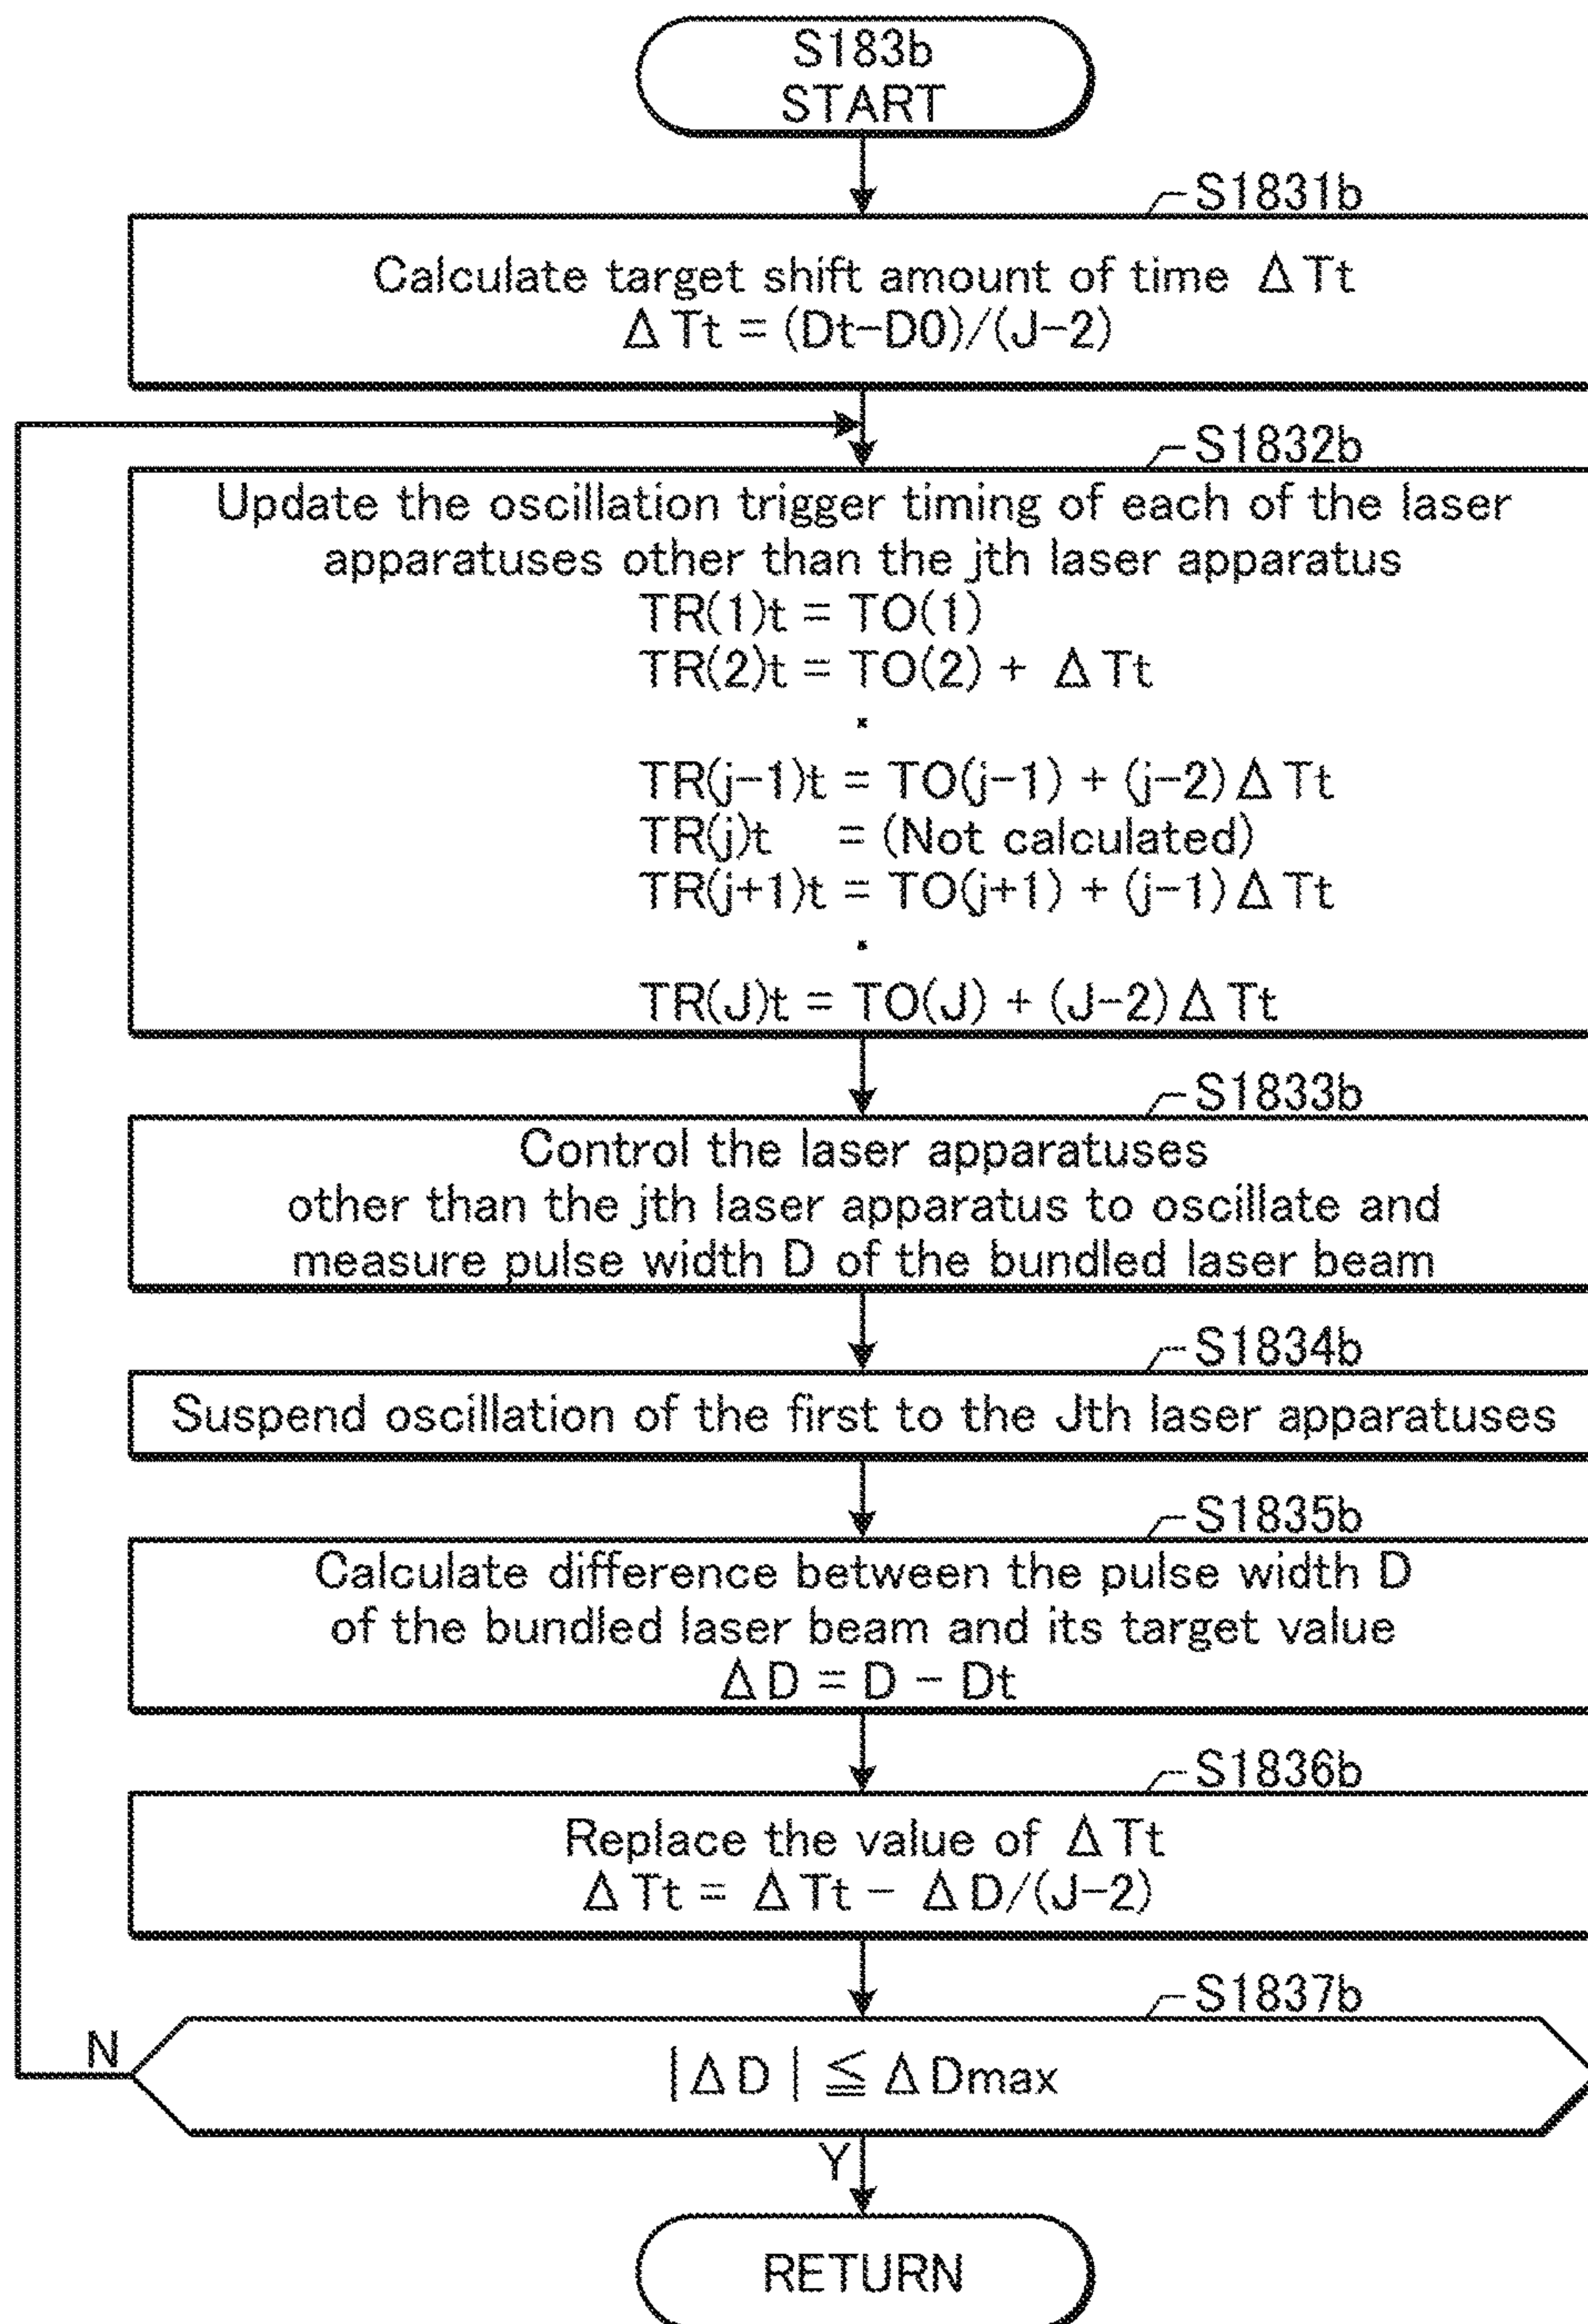 S183b
START
S1831b
Calculate target shift amount of time ΔTt
ΔTt = (Dt-D0)/(J-2)
S1832b
Update the oscillation trigger timing of each of the laser
apparatuses other than the jth laser apparatus
TR(1)t = TO(1)
TR(2)t = TO(2) + ΔTt
.
TR(j-1)t = TO(j-1) + (j-2)ΔTt
TR(j)t = (Not calculated)
TR(j+1)t = TO(j+1) + (j-1)ΔTt
.
TR(J)t = TO(J) + (J-2)ΔTt
S1833b
Control the laser apparatuses
other than the jth laser apparatus to oscillate and
measure pulse width D of the bundled laser beam
S1834b
Suspend oscillation of the first to the Jth laser apparatuses
S1835b
Calculate difference between the pulse width D
of the bundled laser beam and its target value
ΔD = D - Dt
S1836b
Replace the value of ΔTt
ΔTt = ΔTt - ΔD/(J-2)
S1837b
N
|ΔD| ≦ ΔDmax
Y
RETURN